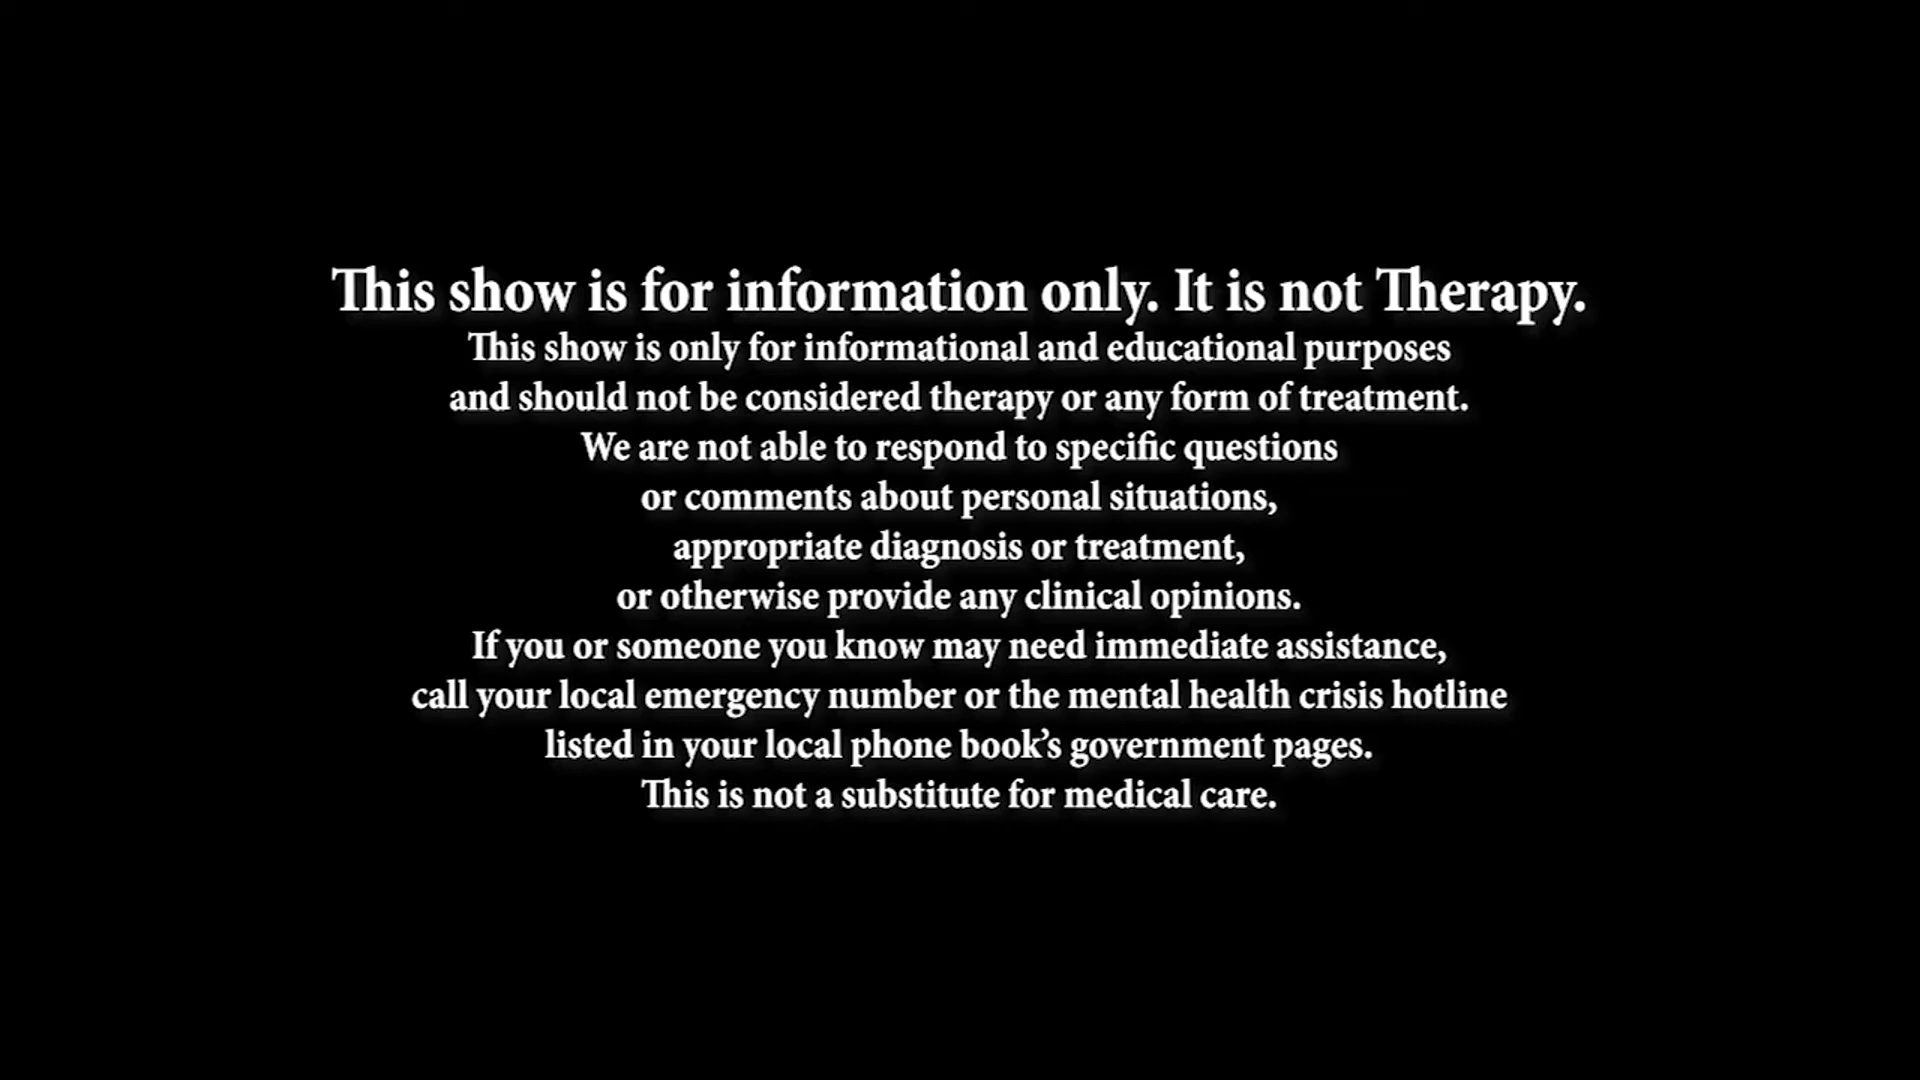 This show is for information only. It is not Therapy.
This show is only for informational and educational purposes
and should not be considered therapy or any form of treatment.
We are not able to respond to specific questions
or comments about personal situations,
appropriate diagnosis or treatment,
or otherwise provide any clinical opinions.
If you or someone you know may need immediate assistance,
call your local emergency number or the mental health crisis hotline
listed in your local phone book’s government pages.
This is not a substitute for medical care.